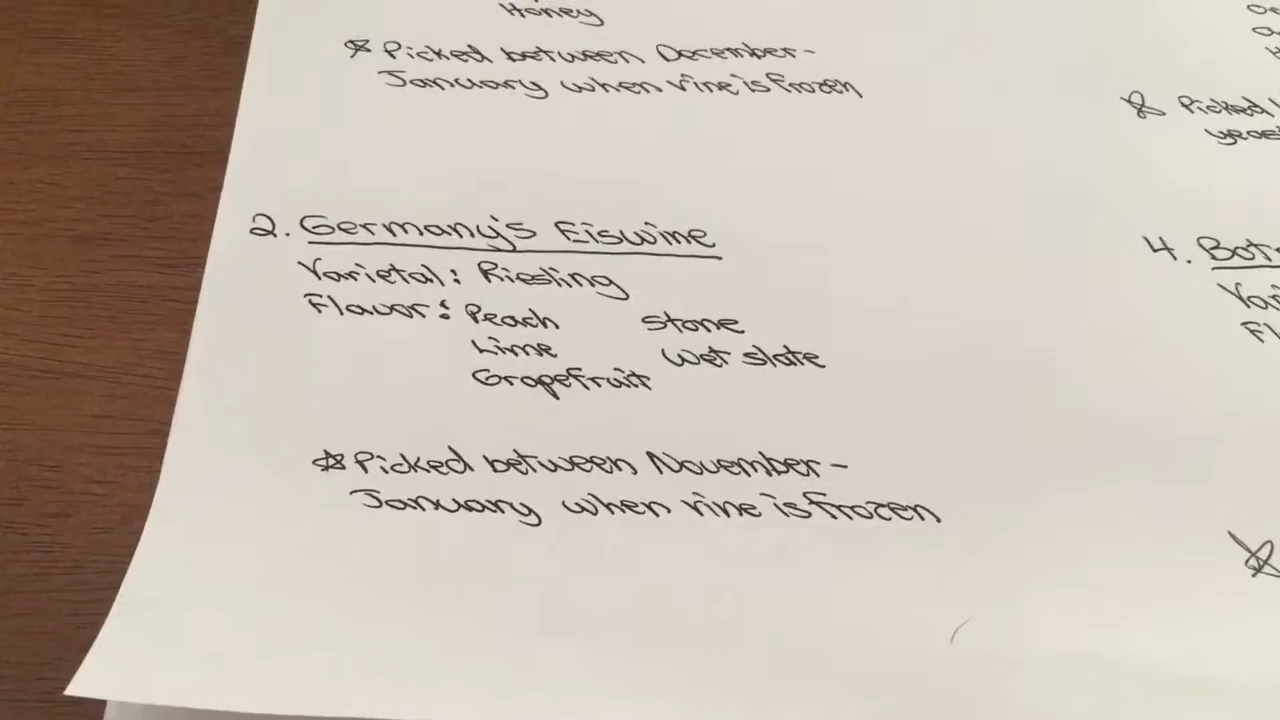 Honey
☆ Picked between December-
January when vine is frozen
2. Germany's Eiswine
Varietal: Riesling
Flavor: Peach stone
Lime wet slate
Grapefruit
☆ Picked between November-
January when vine is frozen
☆ Picked
4.